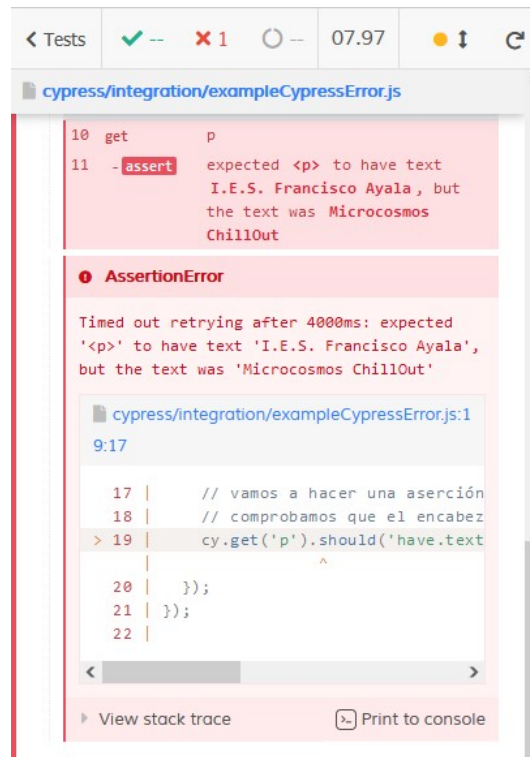 < Tests ✓ -- ✗ 1 -- 07.97
cypress/integration/exampleCypressError.js
10 get p
11 - assert expected <p> to have text
I.E.S. Francisco Ayala , but
the text was Microcosmos
ChillOut
AssertionError
Timed out retrying after 4000ms: expected
'<p>' to have text 'I.E.S. Francisco Ayala',
but the text was 'Microcosmos ChillOut'
cypress/integration/exampleCypressError.js:1
9:17
17 | // vamos a hacer una aserción
18 | // comprobamos que el encabez
> 19 | cy.get('p').should('have.text
| ^
20 | });
21 | });
22 |
View stack trace Print to console